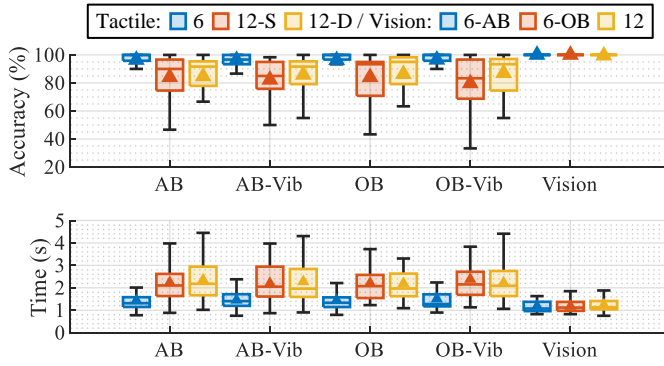 Tactile: 6 12-S 12-D / Vision: 6-AB 6-OB 12
Accuracy (%)
100
80
60
40
20
AB AB-Vib OB OB-Vib Vision
Time (s)
5
4
3
2
1
0
AB AB-Vib OB OB-Vib Vision